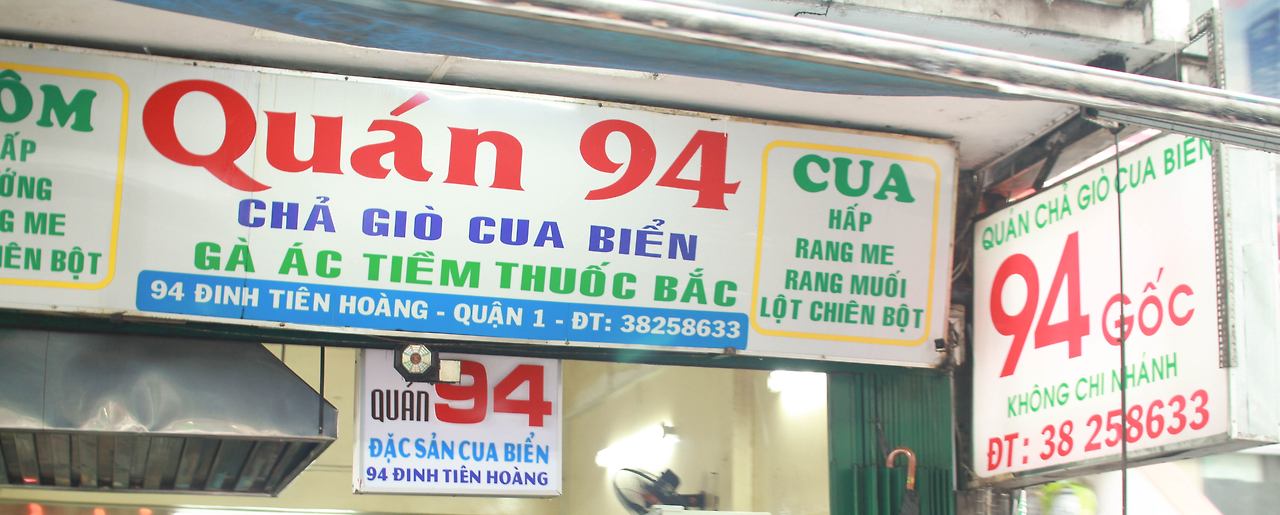 ÔM
ẤP
ỚNG
G ME
IÊN BỘT
Quán 94
CHẢ GIÒ CUA BIỂN
GÀ ÁC TIỀM THUỐC BẮC
94 ĐINH TIÊN HOÀNG - QUẬN 1 - ĐT: 38258633
CUA
HẤP
RANG ME
RANG MUỐI
LỘT CHIÊN BỘT
QUÁN 94
ĐẶC SẢN CUA BIỂN
94 ĐINH TIÊN HOÀNG
QUÁN CHẢ GIÒ CUA BIỂN
94 GỐC
KHÔNG CHI NHÁNH
ĐT: 38 258633